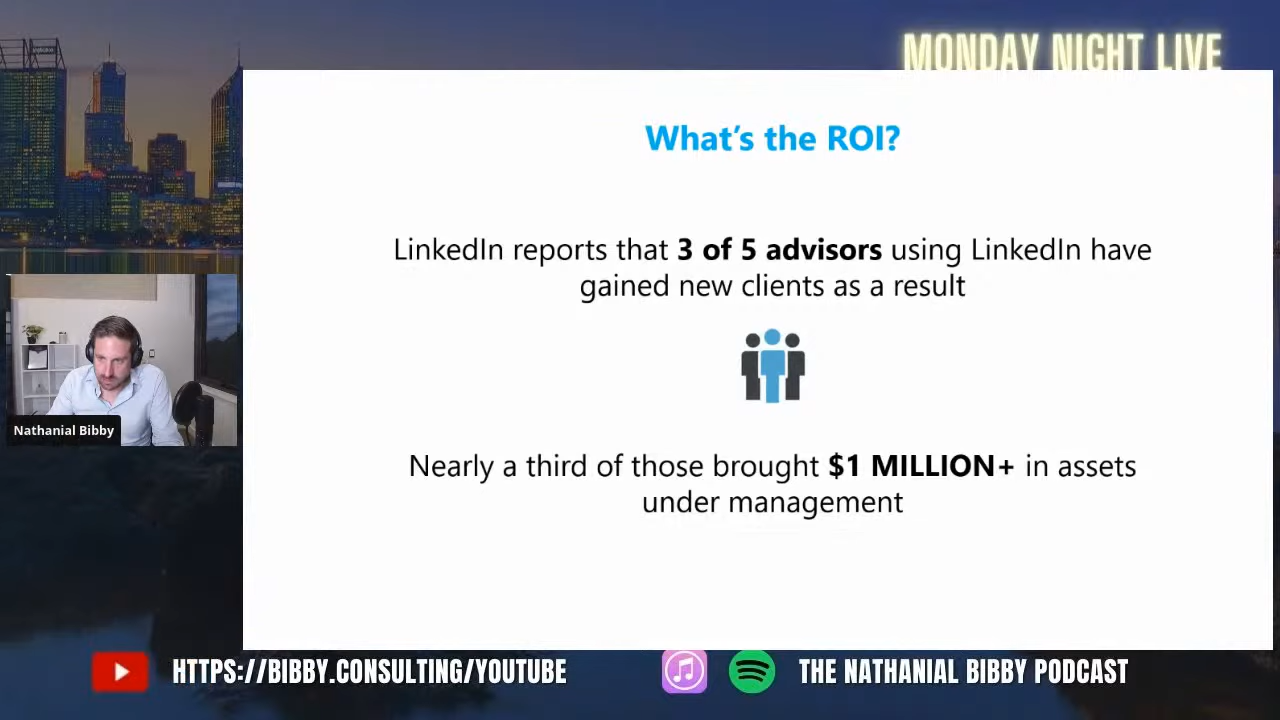 MONDAY NIGHT LIVE
What's the ROI?
LinkedIn reports that 3 of 5 advisors using LinkedIn have
gained new clients as a result
Nathanial Bibby
Nearly a third of those brought $1 MILLION+ in assets
under management
HTTPS://BIBBY.CONSULTING/YOUTUBE
THE NATHANIAL BIBBY PODCAST